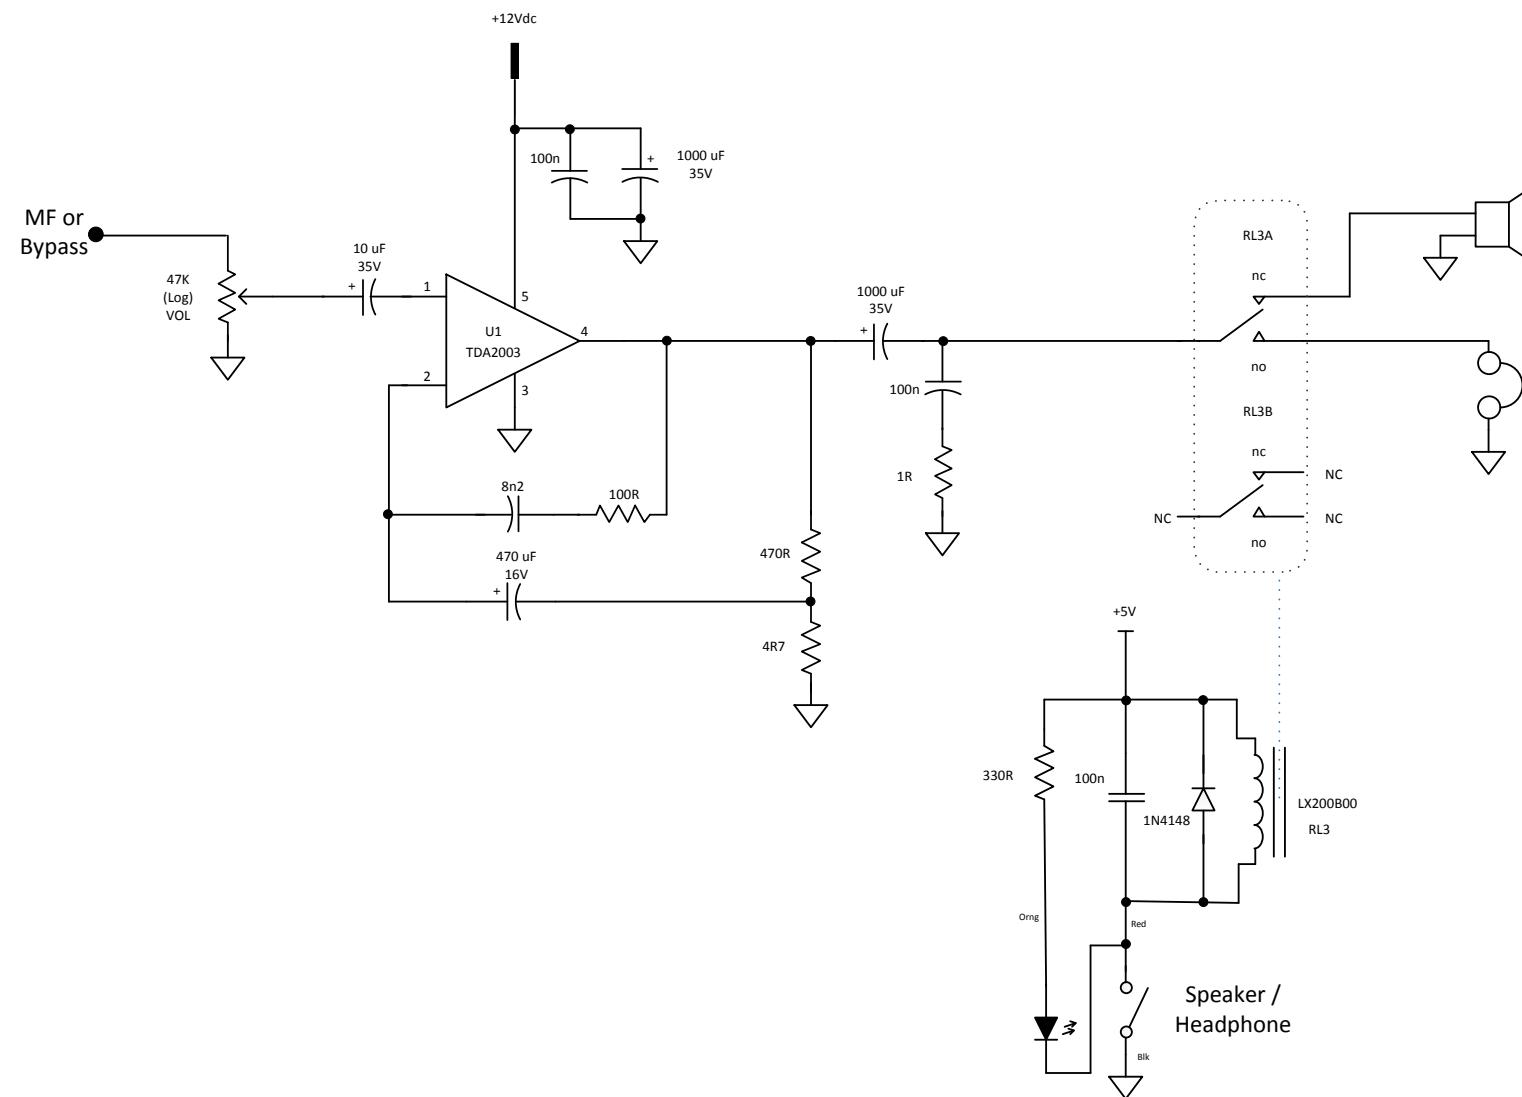 +12Vdc
100n
+
1000 uF
35V
MF or
Bypass
47K
(Log)
VOL
10 uF
35V
+
1
5
U1
TDA2003
4
2
3
1000 uF
35V
+
100n
1R
8n2
100R
470 uF
16V
+
470R
4R7
RL3A
nc
no
RL3B
nc
NC
NC
NC
no
+5V
330R
100n
1N4148
LX200B00
RL3
Orng
Red
Speaker /
Headphone
Blk